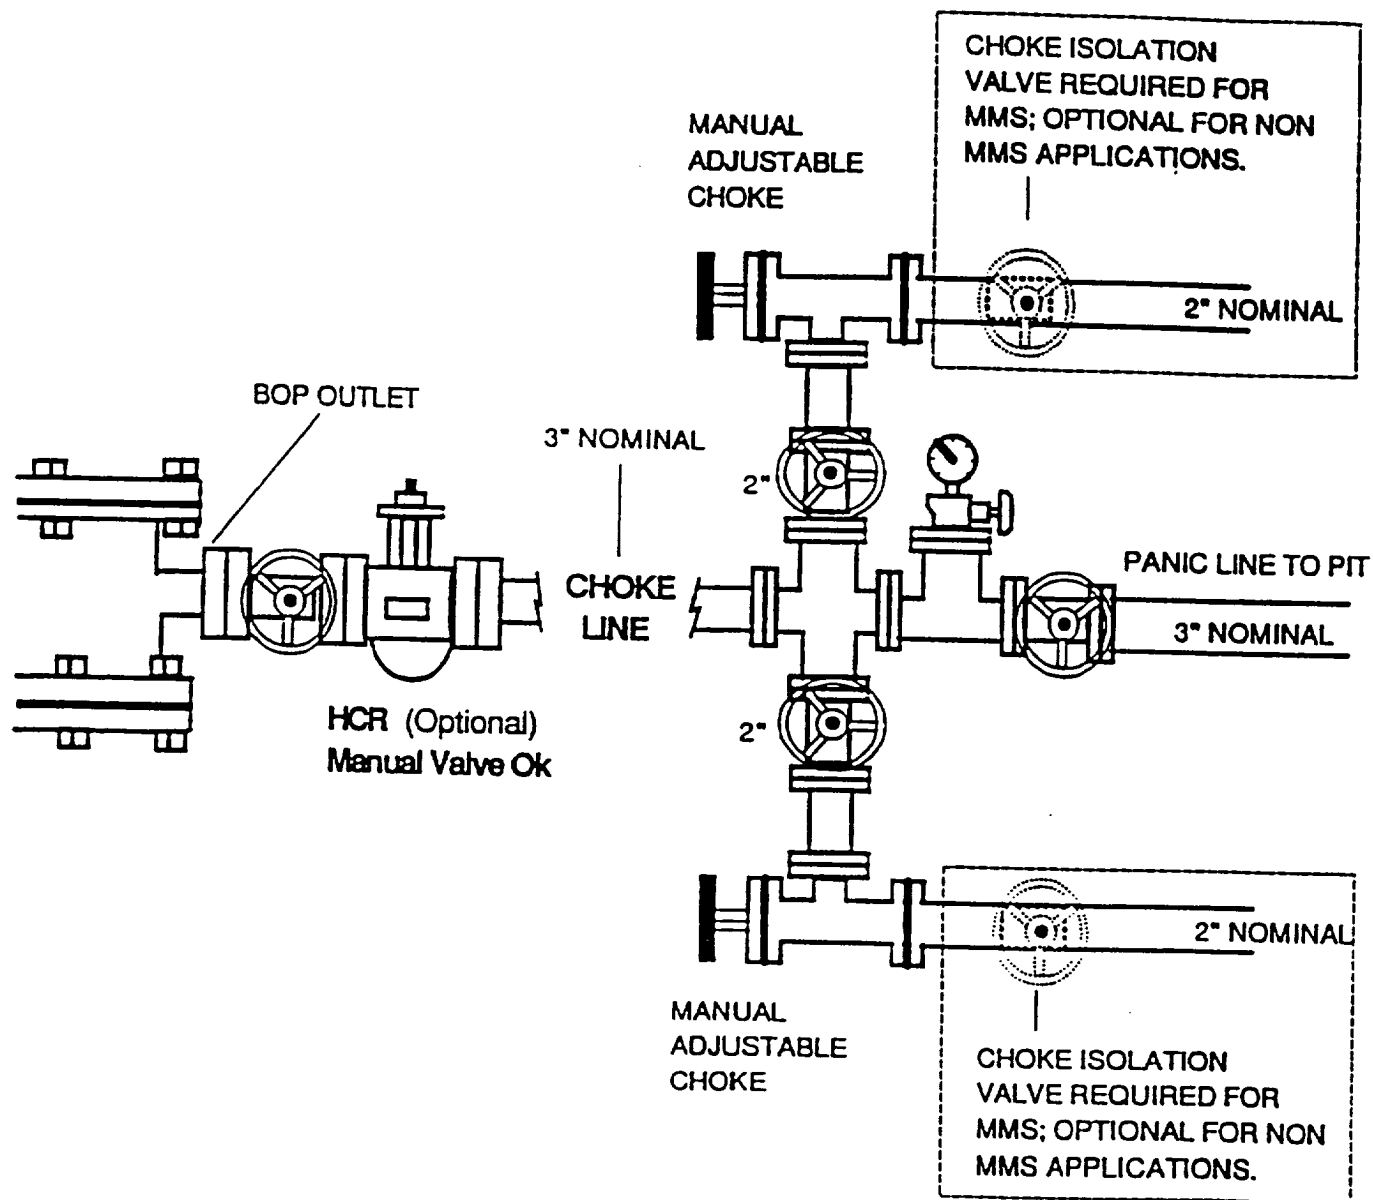 CHOKE ISOLATION
VALVE REQUIRED FOR
MMS; OPTIONAL FOR NON
MMS APPLICATIONS.
MANUAL
ADJUSTABLE
CHOKE
2" NOMINAL
BOP OUTLET
3" NOMINAL
2"
PANIC LINE TO PIT
CHOKE
LINE
3" NOMINAL
HCR (Optional)
Manual Valve Ok
2"
2" NOMINAL
MANUAL
ADJUSTABLE
CHOKE
CHOKE ISOLATION
VALVE REQUIRED FOR
MMS; OPTIONAL FOR NON
MMS APPLICATIONS.